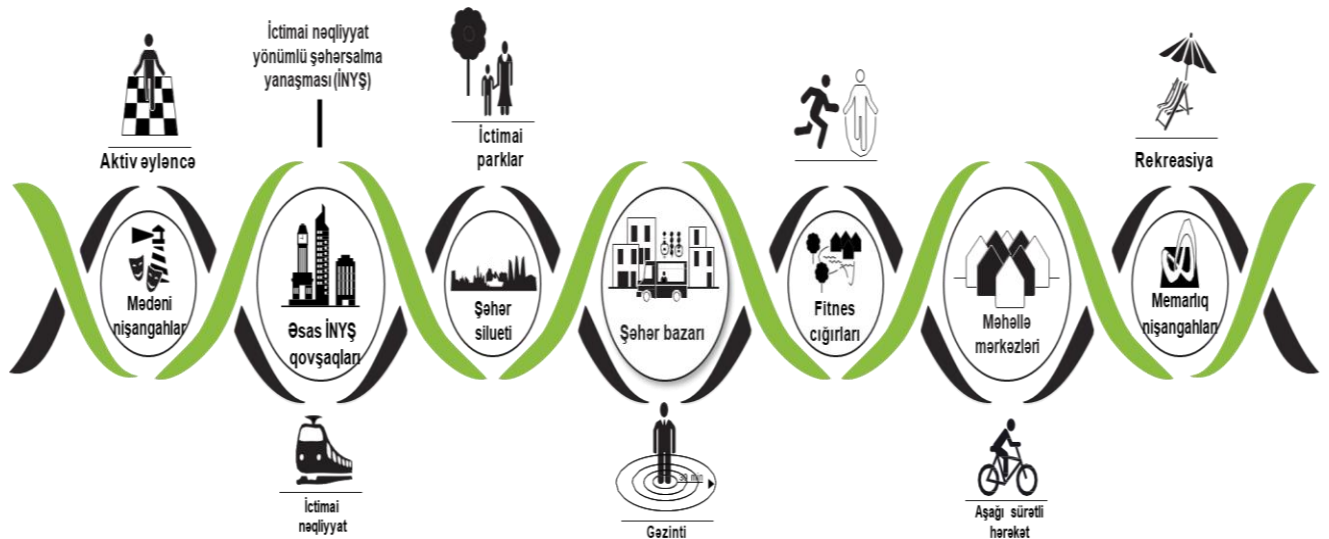 Aktiv əyləncə
İctimai nəqliyyat
yönümlü şəhərsalma
yanaşması (İNYŞ)
İctimai
parklar
Rekreasiya
Mədəni
nişangahlar
Əsas İNYŞ
qovşaqları
Şəhər
silueti
Şəhər bazarı
Fitnes
cığırları
Məhəllə
mərkəzləri
Memarlıq
nişangahları
İctimai
nəqliyyat
Gəzinti
Aşağı sürətli
hərəkət